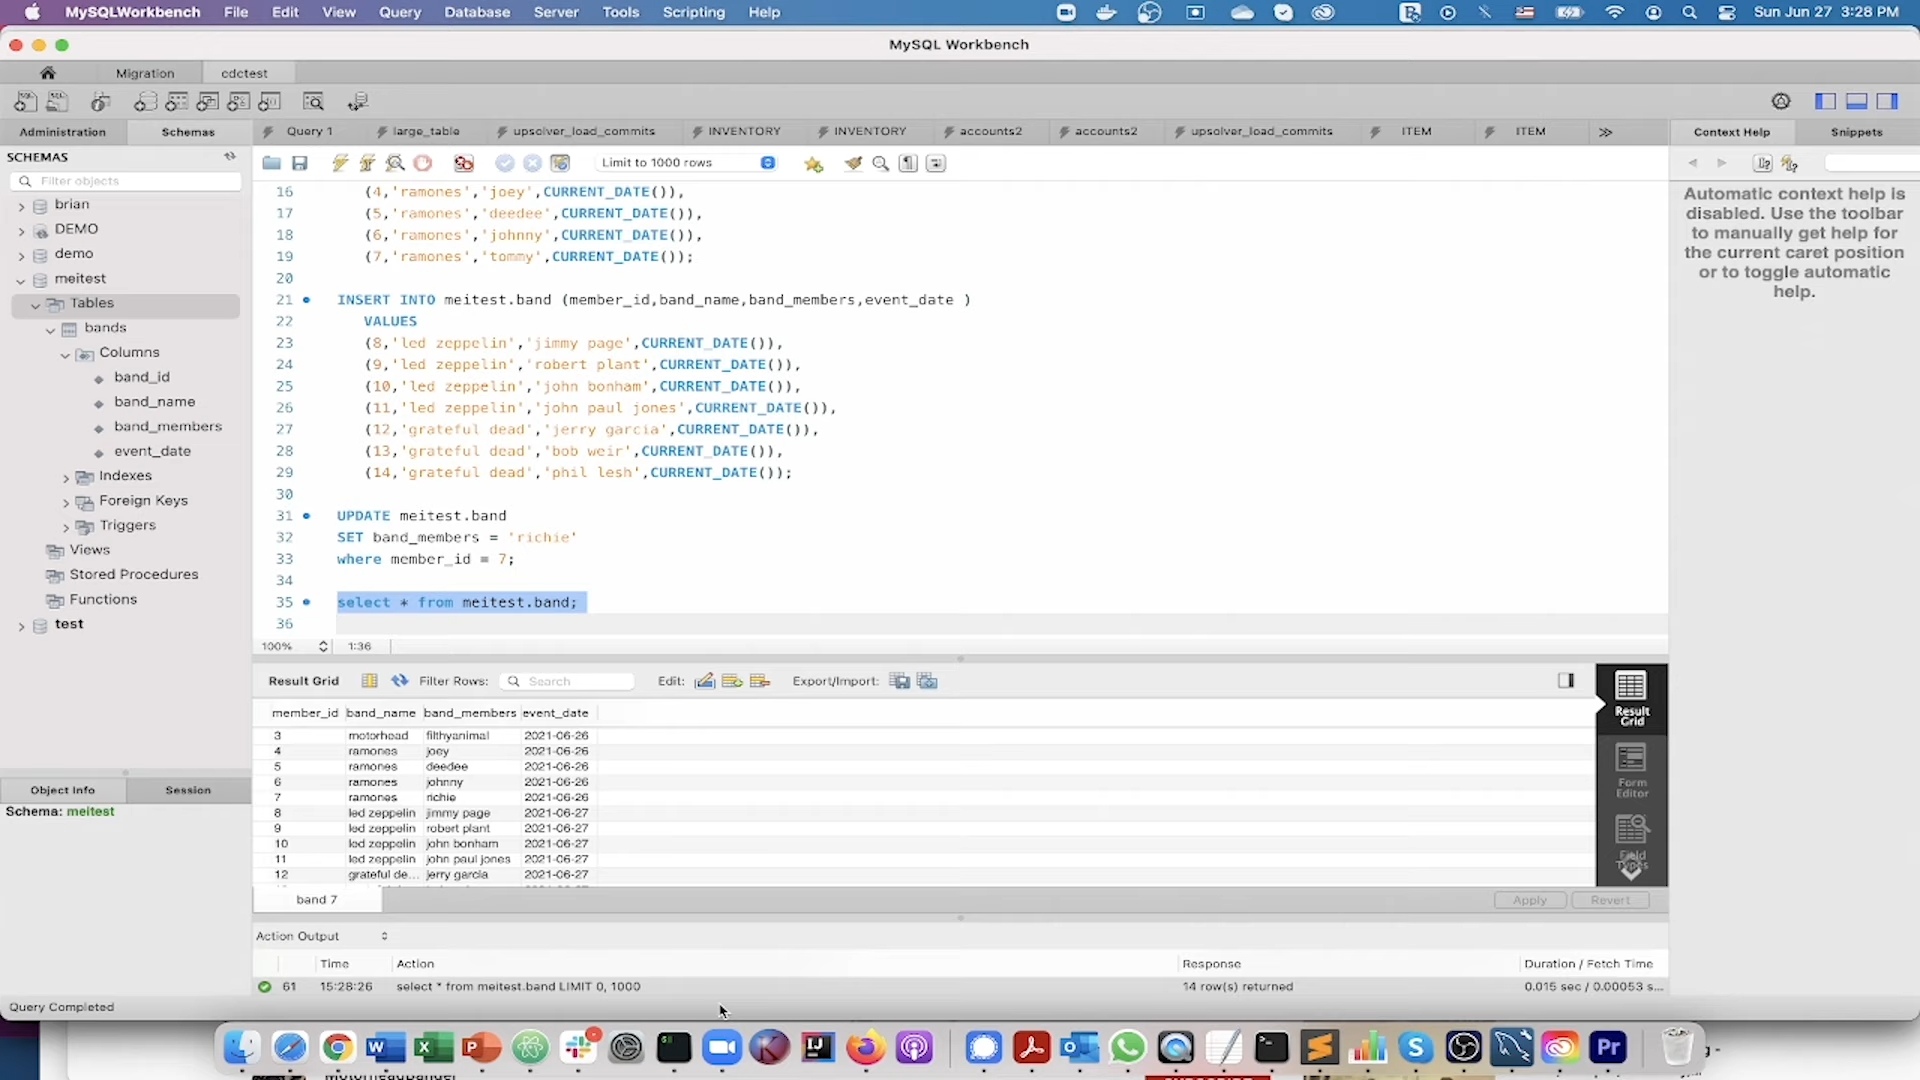 MySQLWorkbench File Edit View Query Database Server Tools Scripting Help Sun Jun 27 3:28 PM
MySQL Workbench
Migration cdctest
Administration Schemas Query 1 large_table upsolver_load_commits INVENTORY INVENTORY accounts2 accounts2 upsolver_load_commits ITEM ITEM Context Help Snippets
SCHEMAS
Filter objects
Limit to 1000 rows
brian
DEMO
demo
meitest
Tables
bands
Columns
band_id
band_name
band_members
event_date
Indexes
Foreign Keys
Triggers
Views
Stored Procedures
Functions
test
16 (4,'ramones','joey',CURRENT_DATE()),
17 (5,'ramones','deedee',CURRENT_DATE()),
18 (6,'ramones','johnny',CURRENT_DATE()),
19 (7,'ramones','tommy',CURRENT_DATE());
20
21 INSERT INTO meitest.band (member_id,band_name,band_members,event_date )
22 VALUES
23 (8,'led zeppelin','jimmy page',CURRENT_DATE()),
24 (9,'led zeppelin','robert plant',CURRENT_DATE()),
25 (10,'led zeppelin','john bonham',CURRENT_DATE()),
26 (11,'led zeppelin','john paul jones',CURRENT_DATE()),
27 (12,'grateful dead','jerry garcia',CURRENT_DATE()),
28 (13,'grateful dead','bob weir',CURRENT_DATE()),
29 (14,'grateful dead','phil lesh',CURRENT_DATE());
30
31 UPDATE meitest.band
32 SET band_members = 'richie'
33 where member_id = 7;
34
35 select * from meitest.band;
36
100% 1:36
Automatic context help is
disabled. Use the toolbar
to manually get help for
the current caret position
or to toggle automatic
help.
Result Grid Filter Rows: Search Edit: Export/Import:
member_id band_name band_members event_date
3 motorhead filthyanimal 2021-06-26
4 ramones joey 2021-06-26
5 ramones deedee 2021-06-26
6 ramones johnny 2021-06-26
7 ramones richie 2021-06-26
8 led zeppelin jimmy page 2021-06-27
9 led zeppelin robert plant 2021-06-27
10 led zeppelin john bonham 2021-06-27
11 led zeppelin john paul jones 2021-06-27
12 grateful de... jerry garcia 2021-06-27
Result
Grid
Form
Editor
Field
Types
band 7 Apply Revert
Object Info Session
Schema: meitest
Action Output
Time Action Response Duration / Fetch Time
61 15:28:26 select * from meitest.band LIMIT 0, 1000 14 row(s) returned 0.015 sec / 0.00053 s...
Query Completed